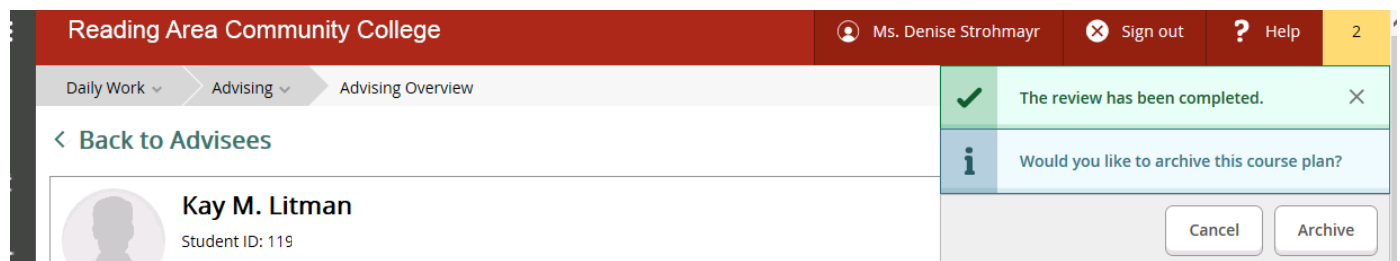 Reading Area Community College
Ms. Denise Strohmayr
Sign out
? Help
2
Daily Work
Advising
Advising Overview
The review has been completed.
< Back to Advisees
Would you like to archive this course plan?
Kay M. Litman
Student ID: 119
Cancel
Archive